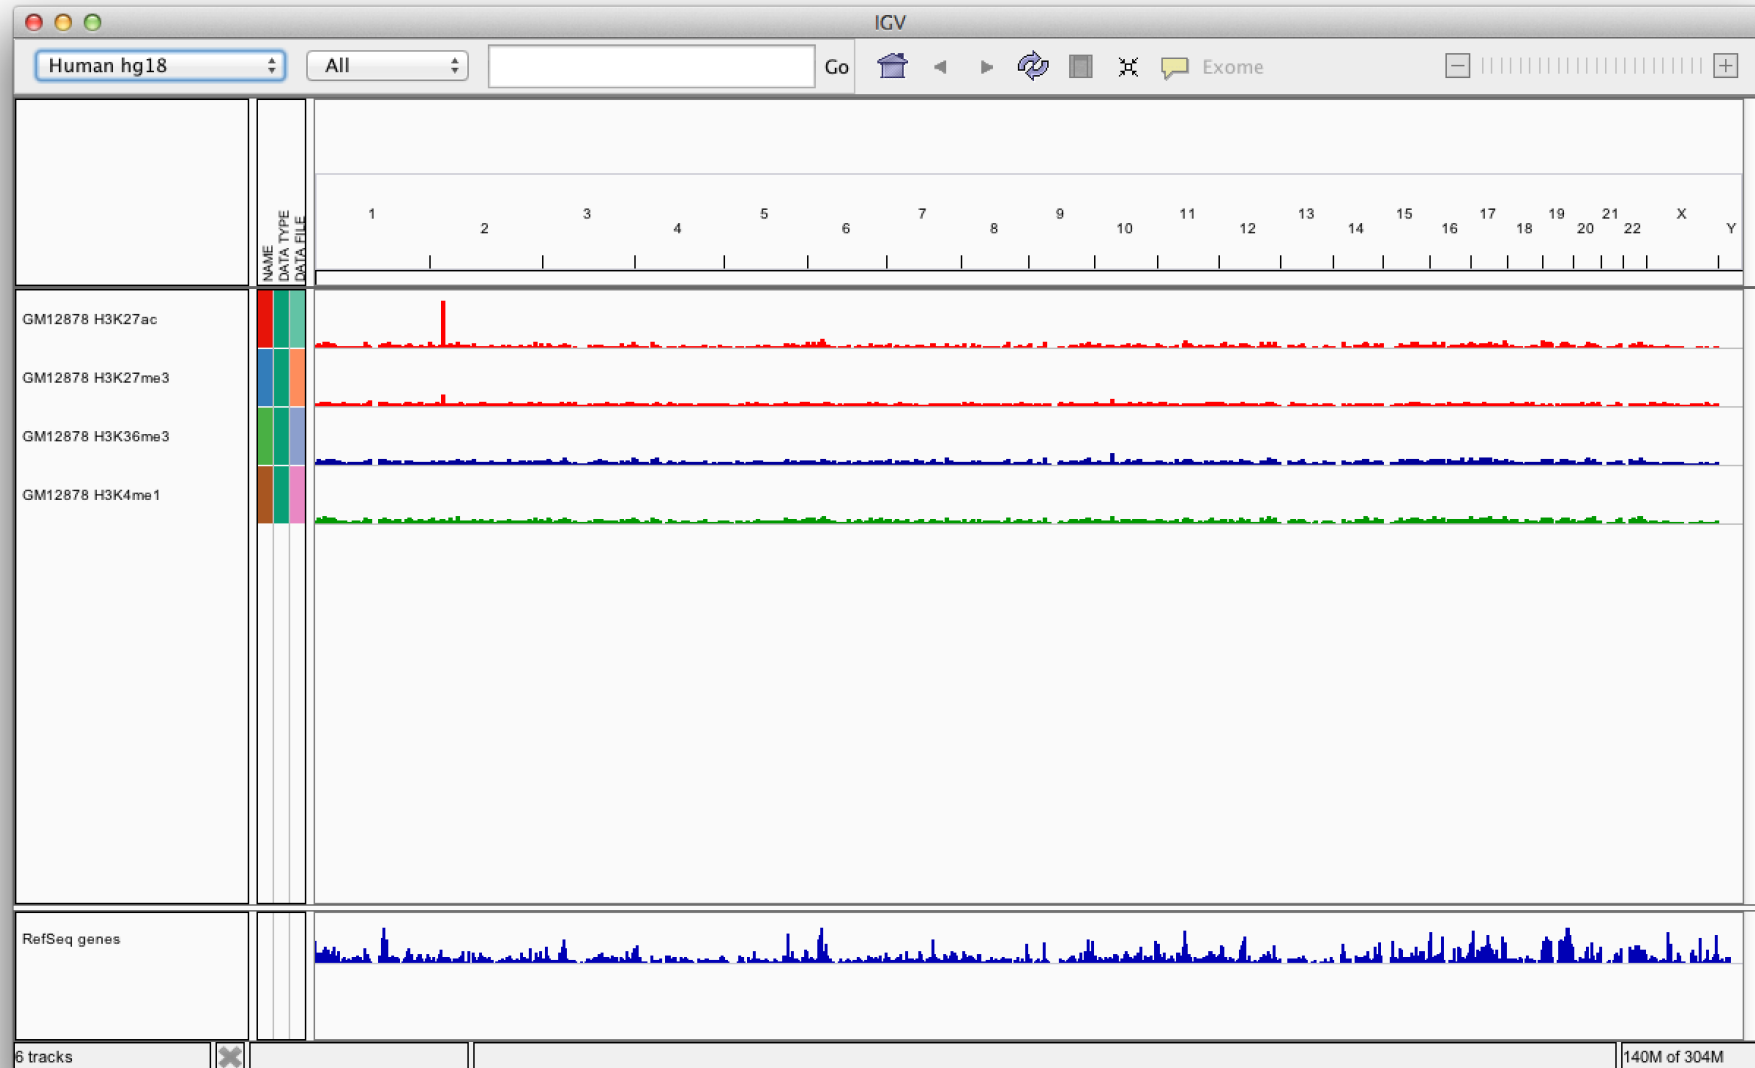 IGV
Human hg18 All Go Exome
NAME
DATA TYPE
DATA FILE
1 3 5 7 9 11 13 15 17 19 21 X
2 4 6 8 10 12 14 16 18 20 22 Y
GM12878 H3K27ac
GM12878 H3K27me3
GM12878 H3K36me3
GM12878 H3K4me1
RefSeq genes
6 tracks 140M of 304M